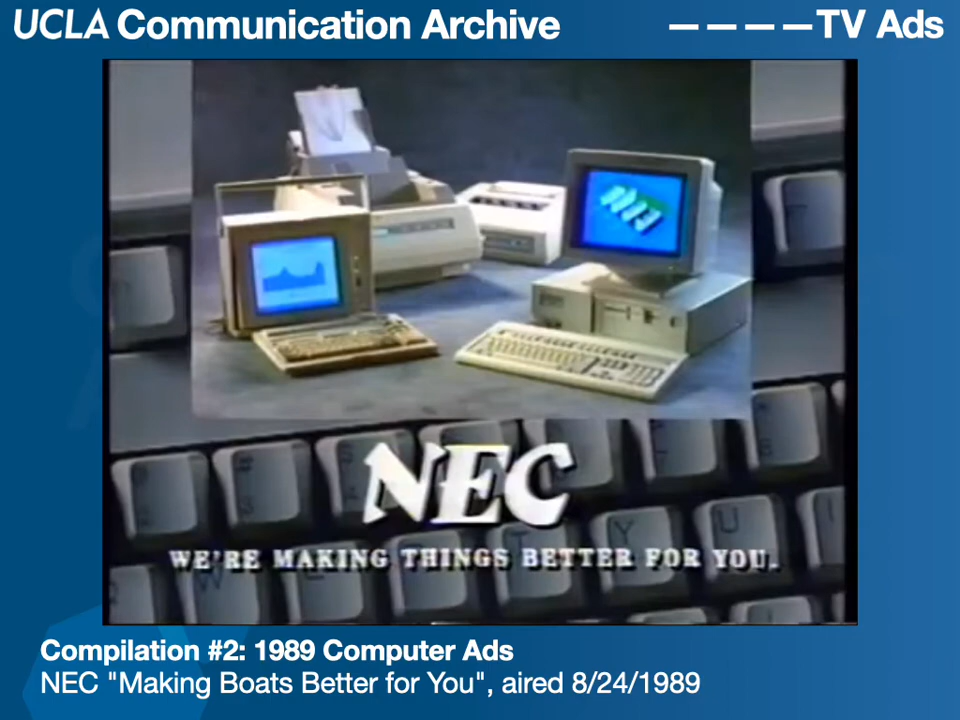 UCLA Communication Archive
————TV Ads
NEC
WE'RE MAKING THINGS BETTER FOR YOU.
T Y U I
Compilation #2: 1989 Computer Ads
NEC "Making Boats Better for You", aired 8/24/1989